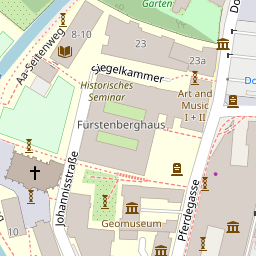 Garten
Do
8-10
23
23a
Siegelkammer
Aa-Seitenweg
Historisches
Seminar
Art and
Music
I + II
Do
Fürstenberghaus
Johannisstraße
Pferdegasse
Geomuseum